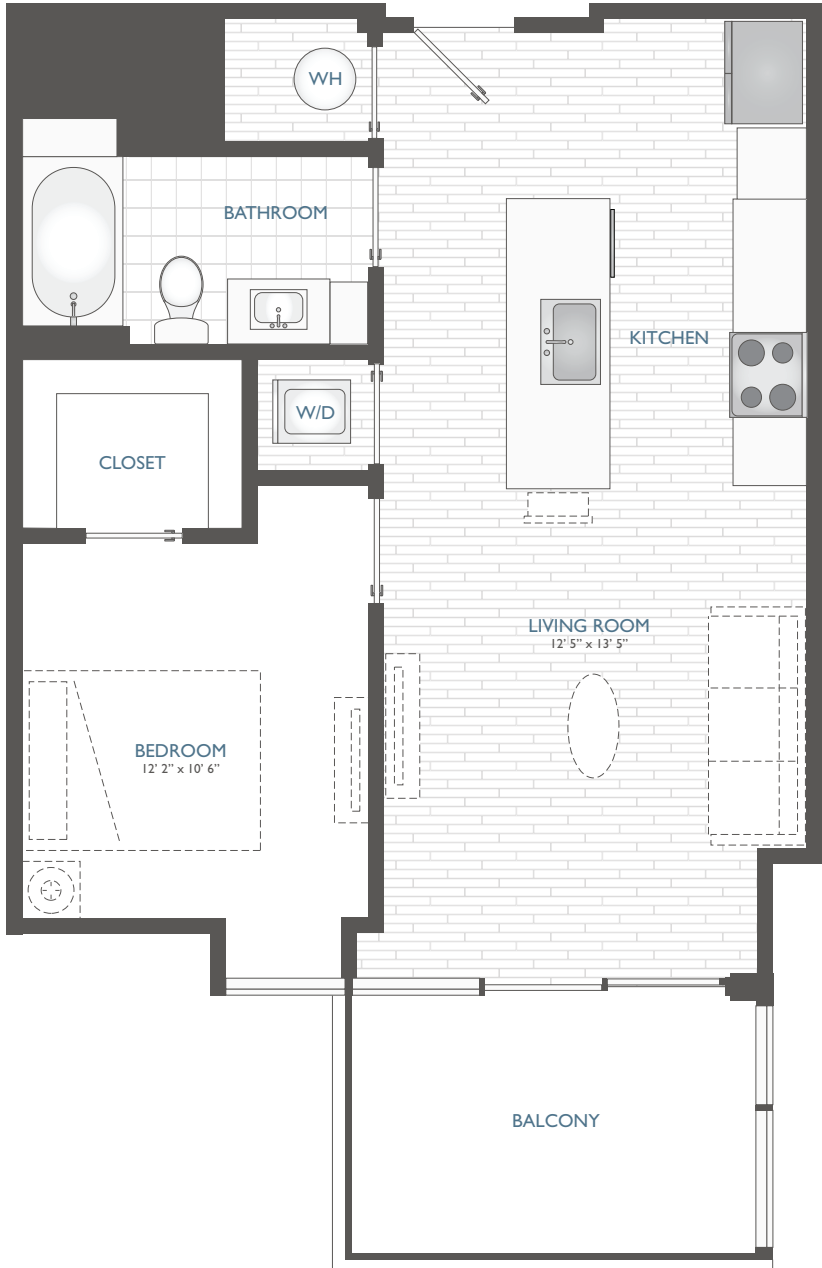 WH
BATHROOM
KITCHEN
W/D
CLOSET
LIVING ROOM
12' 5” x 13' 5”
BEDROOM
12' 2” x 10' 6”
BALCONY